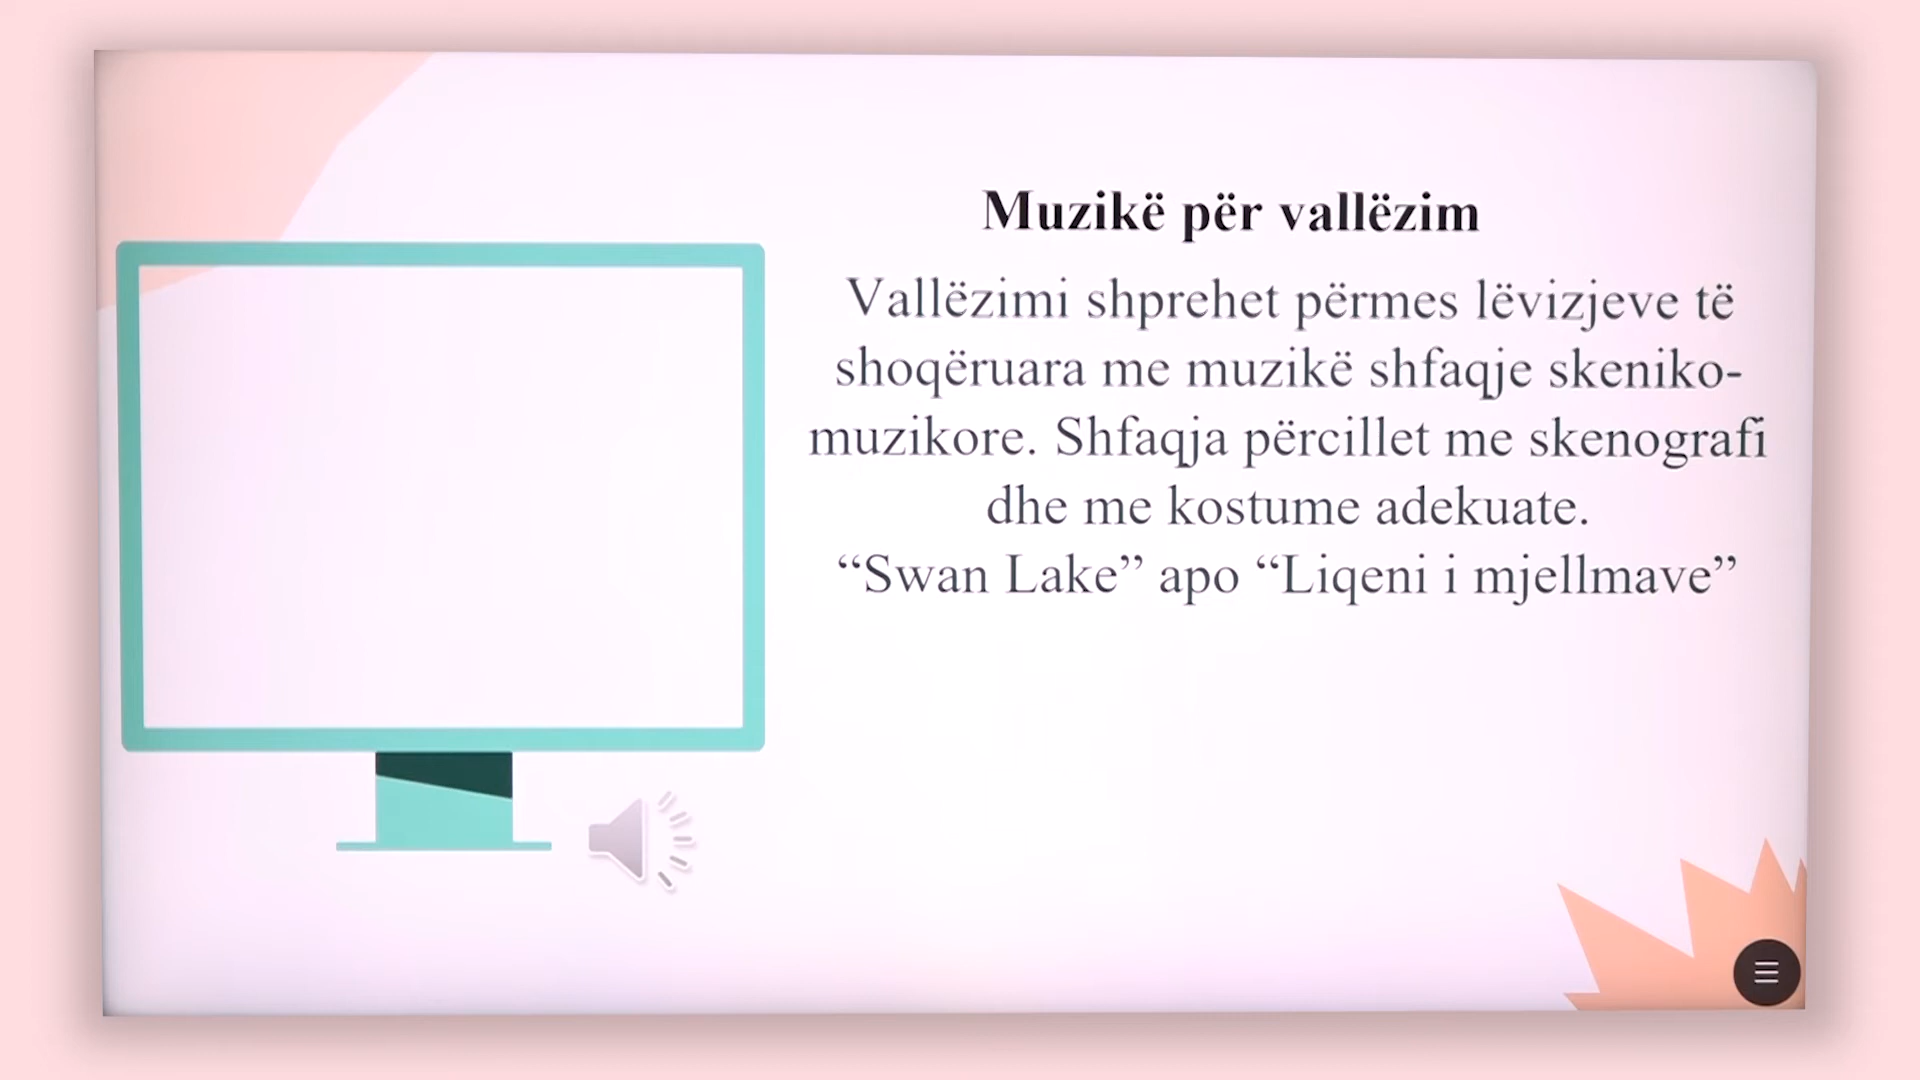 Muzikë për vallëzim
Vallëzimi shprehet përmes lëvizjeve të
shoqëruara me muzikë shfaqje skeniko-
muzikore. Shfaqja përcillet me skenografi
dhe me kostume adekuate.
“Swan Lake” apo “Liqeni i mjellmave”